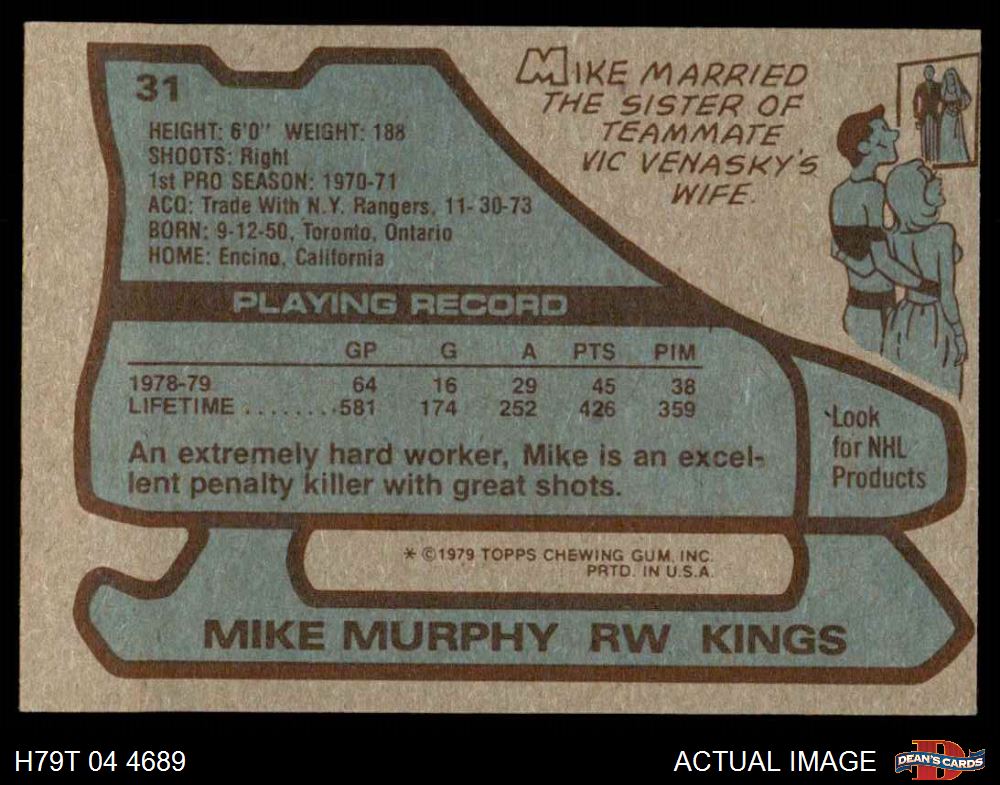 31
HEIGHT: 6'0" WEIGHT: 188
SHOOTS: Right
1st PRO SEASON: 1970-71
ACQ: Trade With N.Y. Rangers, 11-30-73
BORN: 9-12-50, Toronto, Ontario
HOME: Encino, California
MIKE MARRIED
THE SISTER OF
TEAMMATE
VIC VENASKY'S
WIFE.
PLAYING RECORD
GP G A PTS PIM
1978-79 64 16 29 45 38
LIFETIME ........581 174 252 426 359
An extremely hard worker, Mike is an excel-
lent penalty killer with great shots.
Look
for NHL
Products
* ©1979 TOPPS CHEWING GUM, INC.
PRTD. IN U.S.A.
MIKE MURPHY RW KINGS
H79T 04 4689
ACTUAL IMAGE
D
DEAN'S CARDS